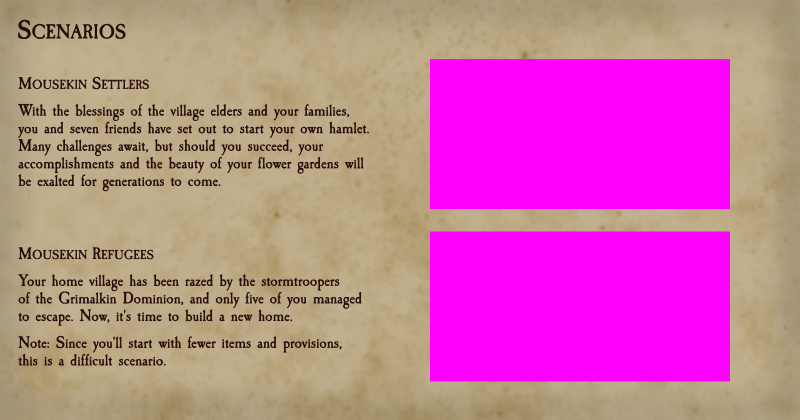 Scenarios
Mousekin Settlers
With the blessings of the village elders and your families,
you and seven friends have set out to start your own hamlet.
Many challenges await, but should you succeed, your
accomplishments and the beauty of your flower gardens will
be exalted for generations to come.
Mousekin Refugees
Your home village has been razed by the stormtroopers
of the Grimalkin Dominion, and only five of you managed
to escape. Now, it's time to build a new home.
Note: Since you'll start with fewer items and provisions,
this is a difficult scenario.